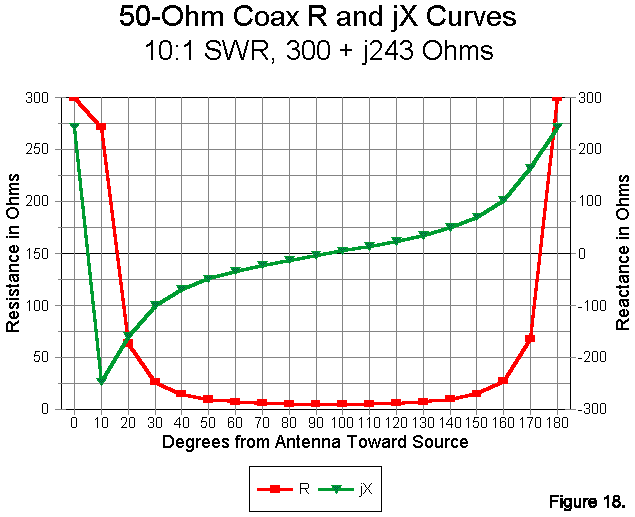 50-Ohm Coax R and jX Curves
10:1 SWR, 300 + j243 Ohms
300
250
200
150
100
50
0
Resistance in Ohms
300
200
100
0
-100
-200
-300
Reactance in Ohms
0 10 20 30 40 50 60 70 80 90 100 110 120 130 140 150 160 170 180
Degrees from Antenna Toward Source
R jX
Figure 18.